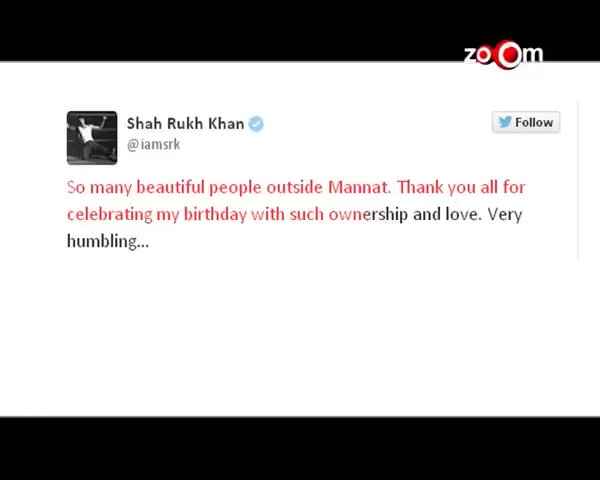 zoom
Shah Rukh Khan
Follow
@iamsrk
So many beautiful people outside Mannat. Thank you all for
celebrating my birthday with such ownership and love. Very
humbling...